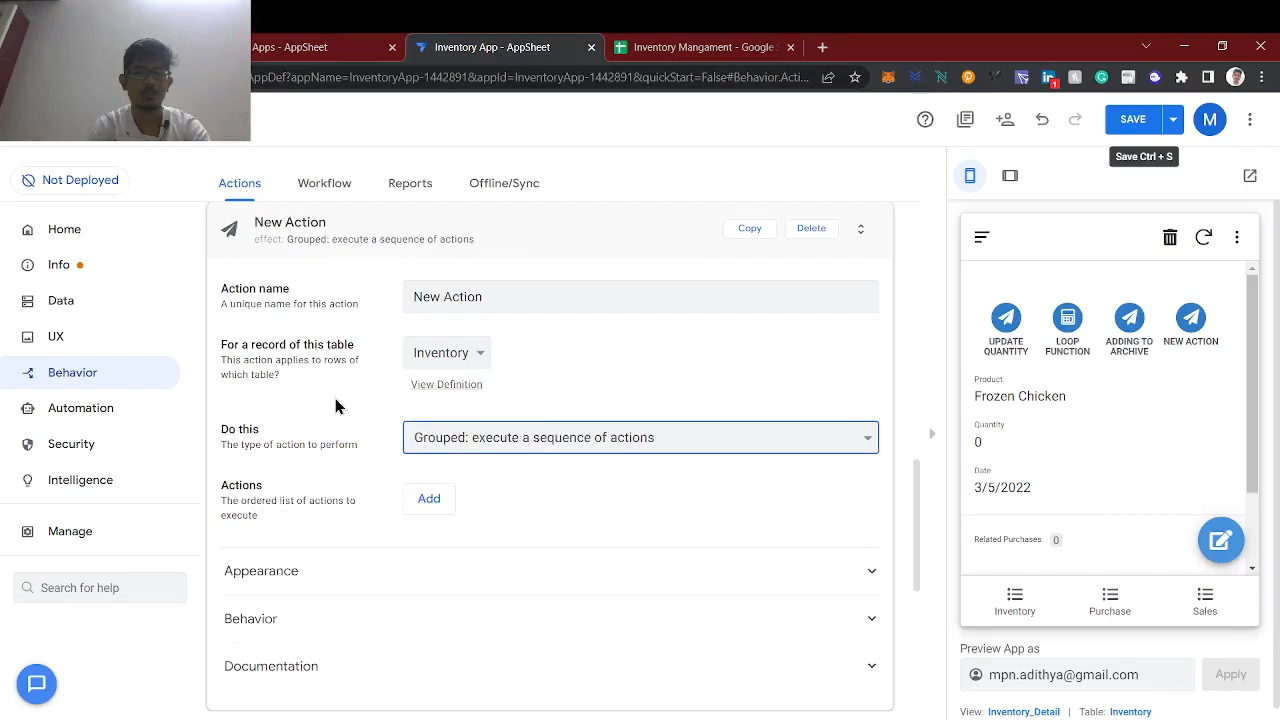 Apps - AppSheet
Inventory App - AppSheet
Inventory Mangament - Google
AppDef?appName=InventoryApp-1442891&appId=InventoryApp-1442891&quickStart=False#Behavior.Acti...
1
SAVE
M
Save Ctrl + S
Not Deployed
Actions
Workflow
Reports
Offline/Sync
Home
Info
Data
UX
Behavior
Automation
Security
Intelligence
Manage
Search for help
New Action
effect: Grouped: execute a sequence of actions
Copy
Delete
Action name
A unique name for this action
New Action
For a record of this table
This action applies to rows of
which table?
Inventory
View Definition
Do this
The type of action to perform
Grouped: execute a sequence of actions
Actions
The ordered list of actions to
execute
Add
Appearance
Behavior
Documentation
UPDATE
QUANTITY
LOOP
FUNCTION
ADDING TO
ARCHIVE
NEW ACTION
Product
Frozen Chicken
Quantity
0
Date
3/5/2022
Related Purchases 0
Inventory
Purchase
Sales
Preview App as
mpn.adithya@gmail.com
Apply
View: Inventory_Detail | Table: Inventory